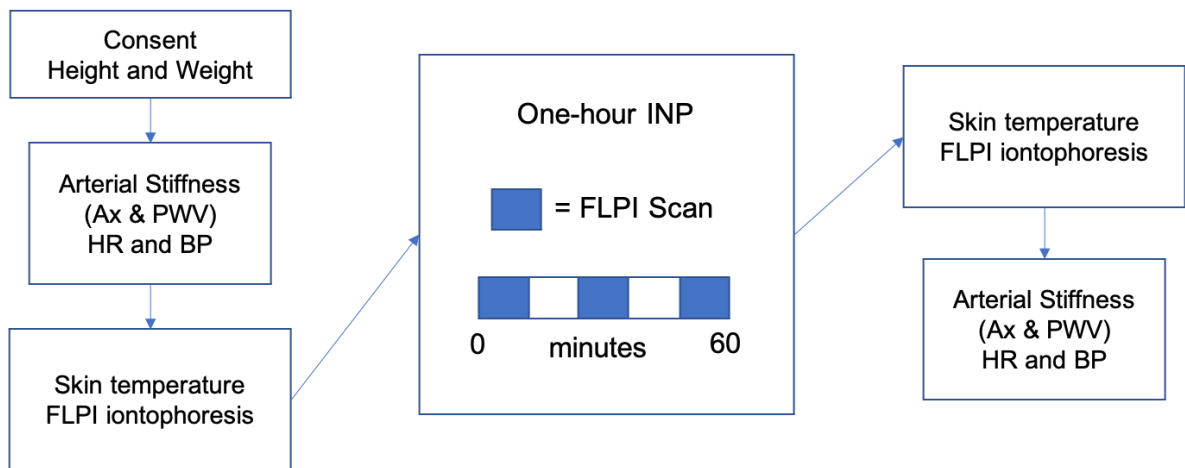 Consent
Height and Weight
Arterial Stiffness
(Ax & PWV)
HR and BP
Skin temperature
FLPI iontophoresis
One-hour INP
= FLPI Scan
0 minutes 60
Skin temperature
FLPI iontophoresis
Arterial Stiffness
(Ax & PWV)
HR and BP